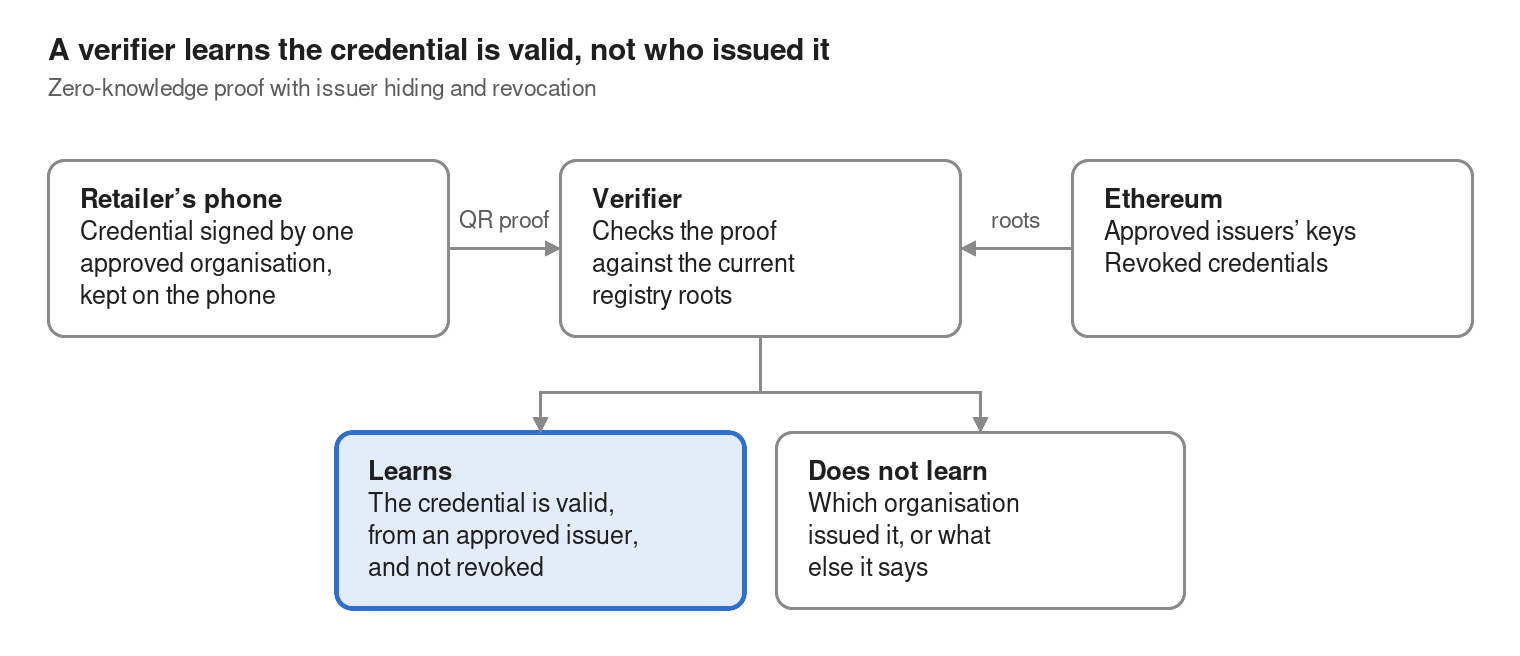 A verifier learns the credential is valid, not who issued it
Zero-knowledge proof with issuer hiding and revocation
Retailer’s phone
Credential signed by one
approved organisation,
kept on the phone
QR proof
Verifier
Checks the proof
against the current
registry roots
roots
Ethereum
Approved issuers’ keys
Revoked credentials
Learns
The credential is valid,
from an approved issuer,
and not revoked
Does not learn
Which organisation
issued it, or what
else it says